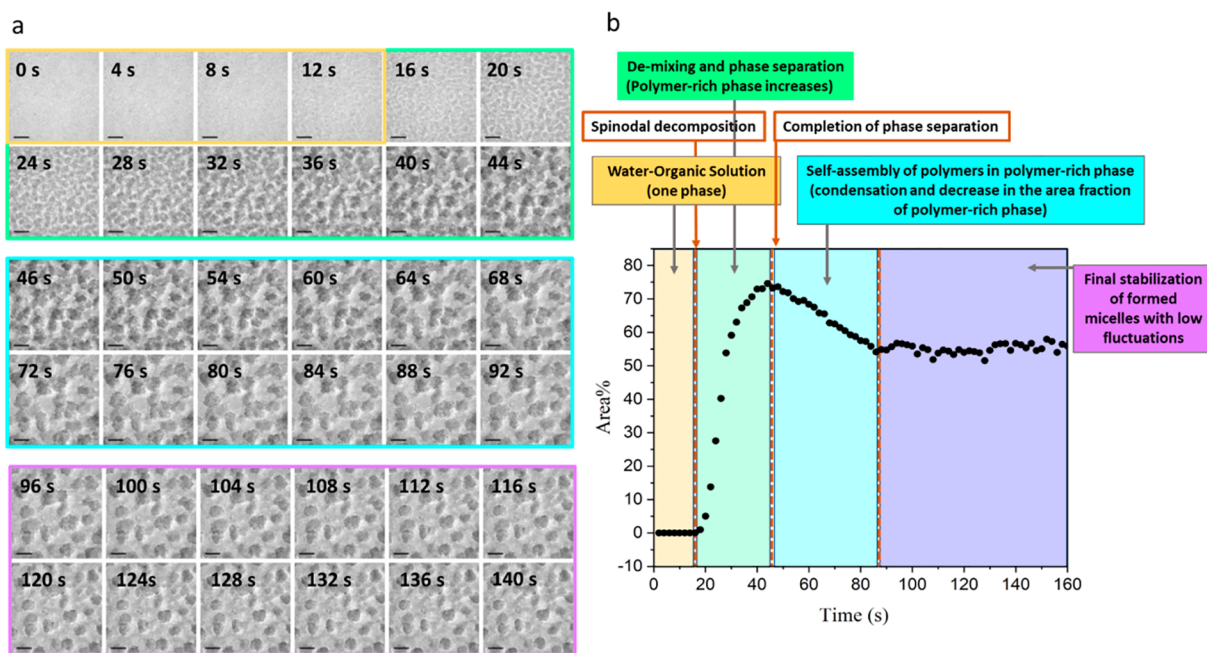 a
0 s 4 s 8 s 12 s 16 s 20 s
24 s 28 s 32 s 36 s 40 s 44 s
46 s 50 s 54 s 60 s 64 s 68 s
72 s 76 s 80 s 84 s 88 s 92 s
96 s 100 s 104 s 108 s 112 s 116 s
120 s 124s 128 s 132 s 136 s 140 s
b
De-mixing and phase separation
(Polymer-rich phase increases)
Spinodal decomposition
Completion of phase separation
Water-Organic Solution
(one phase)
Self-assembly of polymers in polymer-rich phase
(condensation and decrease in the area fraction
of polymer-rich phase)
Final stabilization
of formed
micelles with low
fluctuations
Area%
80
70
60
50
40
30
20
10
0
-10
0 20 40 60 80 100 120 140 160
Time (s)